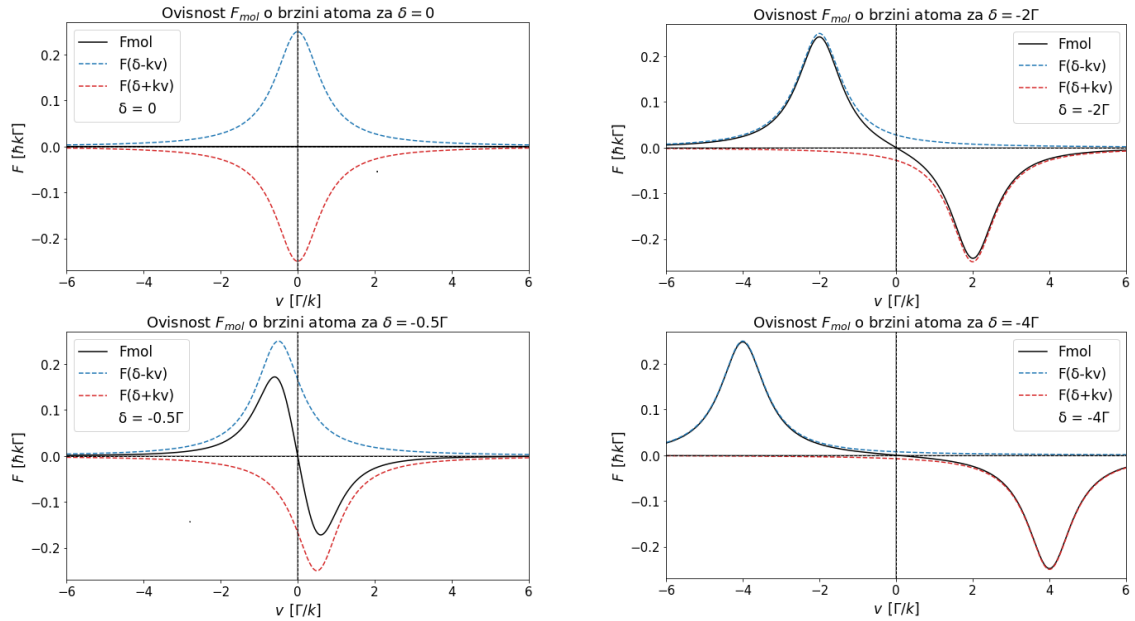 Ovisnost F_mol o brzini atoma za δ = 0
0.2
0.1
0.0
−0.1
−0.2
F [ħkΓ]
Fmol
F(δ-kv)
F(δ+kv)
δ = 0
−6 −4 −2 0 2 4 6
v [Γ/k]
Ovisnost F_mol o brzini atoma za δ = -2Γ
0.2
0.1
0.0
−0.1
−0.2
F [ħkΓ]
Fmol
F(δ-kv)
F(δ+kv)
δ = -2Γ
−6 −4 −2 0 2 4 6
v [Γ/k]
Ovisnost F_mol o brzini atoma za δ = -0.5Γ
0.2
0.1
0.0
−0.1
−0.2
F [ħkΓ]
Fmol
F(δ-kv)
F(δ+kv)
δ = -0.5Γ
−6 −4 −2 0 2 4 6
v [Γ/k]
Ovisnost F_mol o brzini atoma za δ = -4Γ
0.2
0.1
0.0
−0.1
−0.2
F [ħkΓ]
Fmol
F(δ-kv)
F(δ+kv)
δ = -4Γ
−6 −4 −2 0 2 4 6
v [Γ/k]